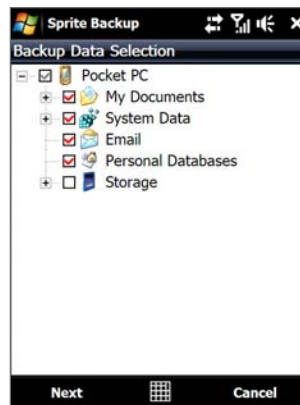 Sprite Backup
Backup Data Selection
Pocket PC
My Documents
System Data
Email
Personal Databases
Storage
Next Cancel